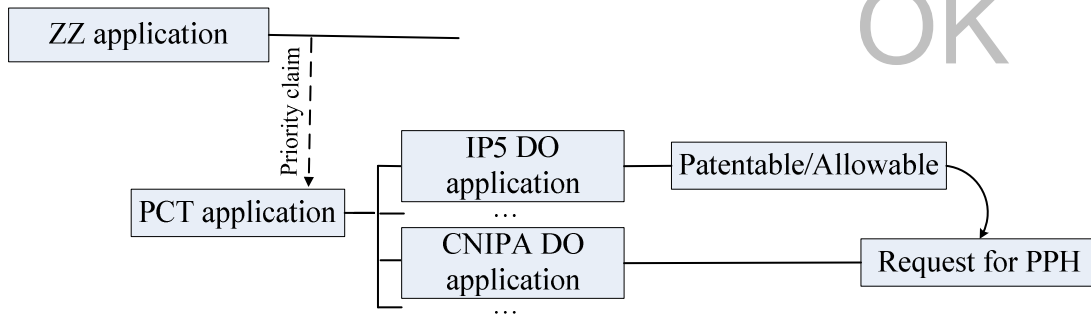 OK
ZZ application
Priority claim
IP5 DO
application
Patentable/Allowable
PCT application
…
CNIPA DO
application
Request for PPH
…